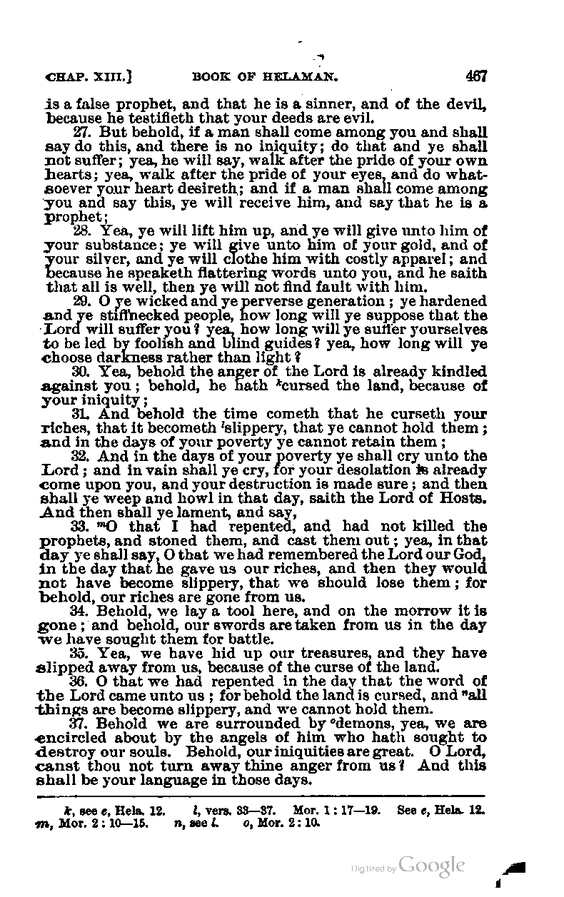 CHAP. XIII.] BOOK OF HELAMAN. 467
is a false prophet, and that he is a sinner, and of the devil,
because he testifieth that your deeds are evil.
27. But behold, if a man shall come among you and shall
say do this, and there is no iniquity; do that and ye shall
not suffer; yea, he will say, walk after the pride of your own
hearts; yea, walk after the pride of your eyes, and do what-
soever your heart desireth; and if a man shall come among
you and say this, ye will receive him, and say that he is a
prophet;
28. Yea, ye will lift him up, and ye will give unto him of
your substance; ye will give unto him of your gold, and of
your silver, and ye will clothe him with costly apparel; and
because he speaketh flattering words unto you, and he saith
that all is well, then ye will not find fault with him.
29. O ye wicked and ye perverse generation; ye hardened
and ye stiffnecked people, how long will ye suppose that the
Lord will suffer you? yea, how long will ye suffer yourselves
to be led by foolish and blind guides? yea, how long will ye
choose darkness rather than light?
30. Yea, behold the anger of the Lord is already kindled
against you; behold, he hath kcursed the land, because of
your iniquity;
31. And behold the time cometh that he curseth your
riches, that it becometh lslippery, that ye cannot hold them;
and in the days of your poverty ye cannot retain them;
32. And in the days of your poverty ye shall cry unto the
Lord; and in vain shall ye cry, for your desolation is already
come upon you, and your destruction is made sure; and then
shall ye weep and howl in that day, saith the Lord of Hosts.
And then shall ye lament, and say,
33. mO that I had repented, and had not killed the
prophets, and stoned them, and cast them out; yea, in that
day ye shall say, O that we had remembered the Lord our God,
in the day that he gave us our riches, and then they would
not have become slippery, that we should lose them; for
behold, our riches are gone from us.
34. Behold, we lay a tool here, and on the morrow it is
gone; and behold, our swords are taken from us in the day
we have sought them for battle.
35. Yea, we have hid up our treasures, and they have
slipped away from us, because of the curse of the land.
36. O that we had repented in the day that the word of
the Lord came unto us; for behold the land is cursed, and nall
things are become slippery, and we cannot hold them.
37. Behold we are surrounded by odemons, yea, we are
encircled about by the angels of him who hath sought to
destroy our souls. Behold, our iniquities are great. O Lord,
canst thou not turn away thine anger from us? And this
shall be your language in those days.
k, see e, Hela. 12. l, vers. 33—37. Mor. 1:17—19. See e, Hela. 12.
m, Mor. 2:10—15. n, see l. o, Mor. 2:10.
Digitized by Google